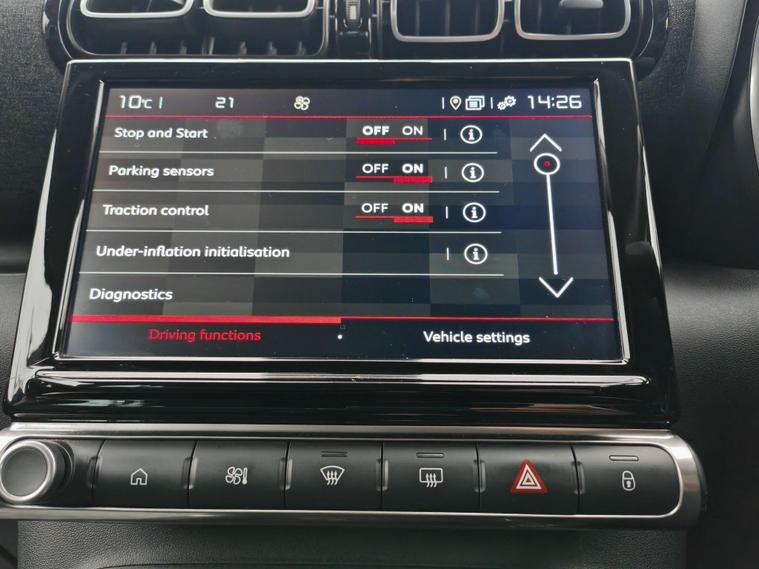 10°C | 21 | | 14:26
Stop and Start OFF ON | i
Parking sensors OFF ON | i
Traction control OFF ON | i
Under-inflation initialisation | i
Diagnostics
Driving functions Vehicle settings